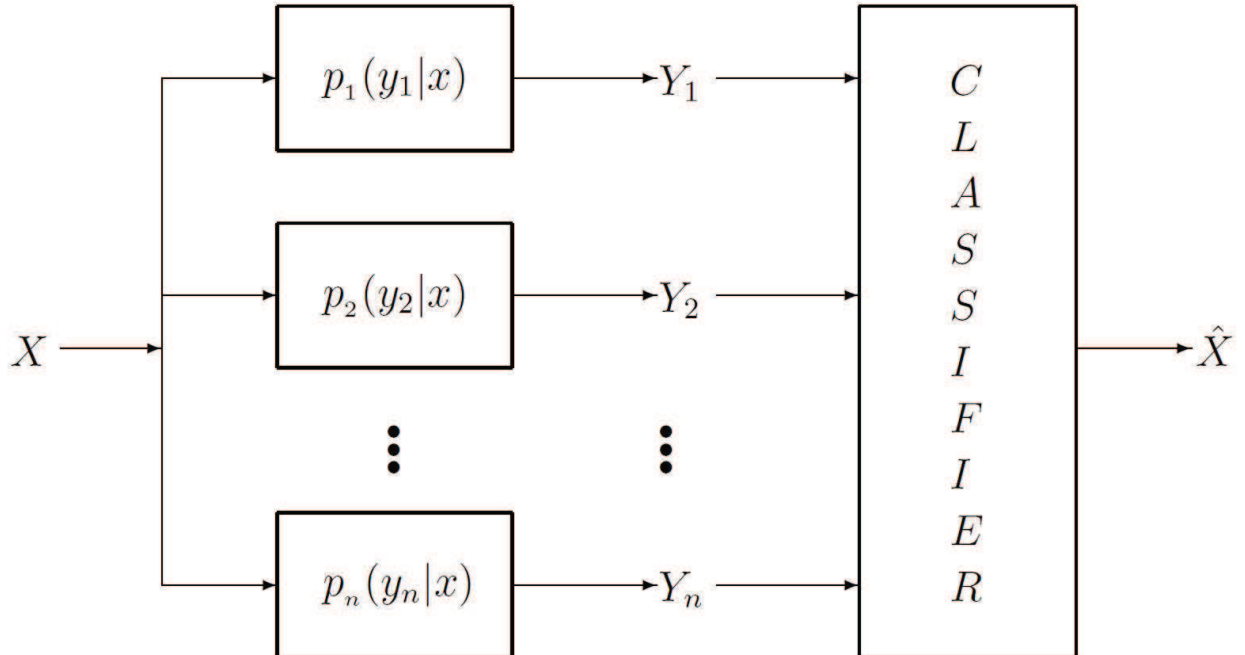 p₁(y₁|x)
Y₁
p₂(y₂|x)
Y₂
X
X̂
pₙ(yₙ|x)
Yₙ
C
L
A
S
S
I
F
I
E
R